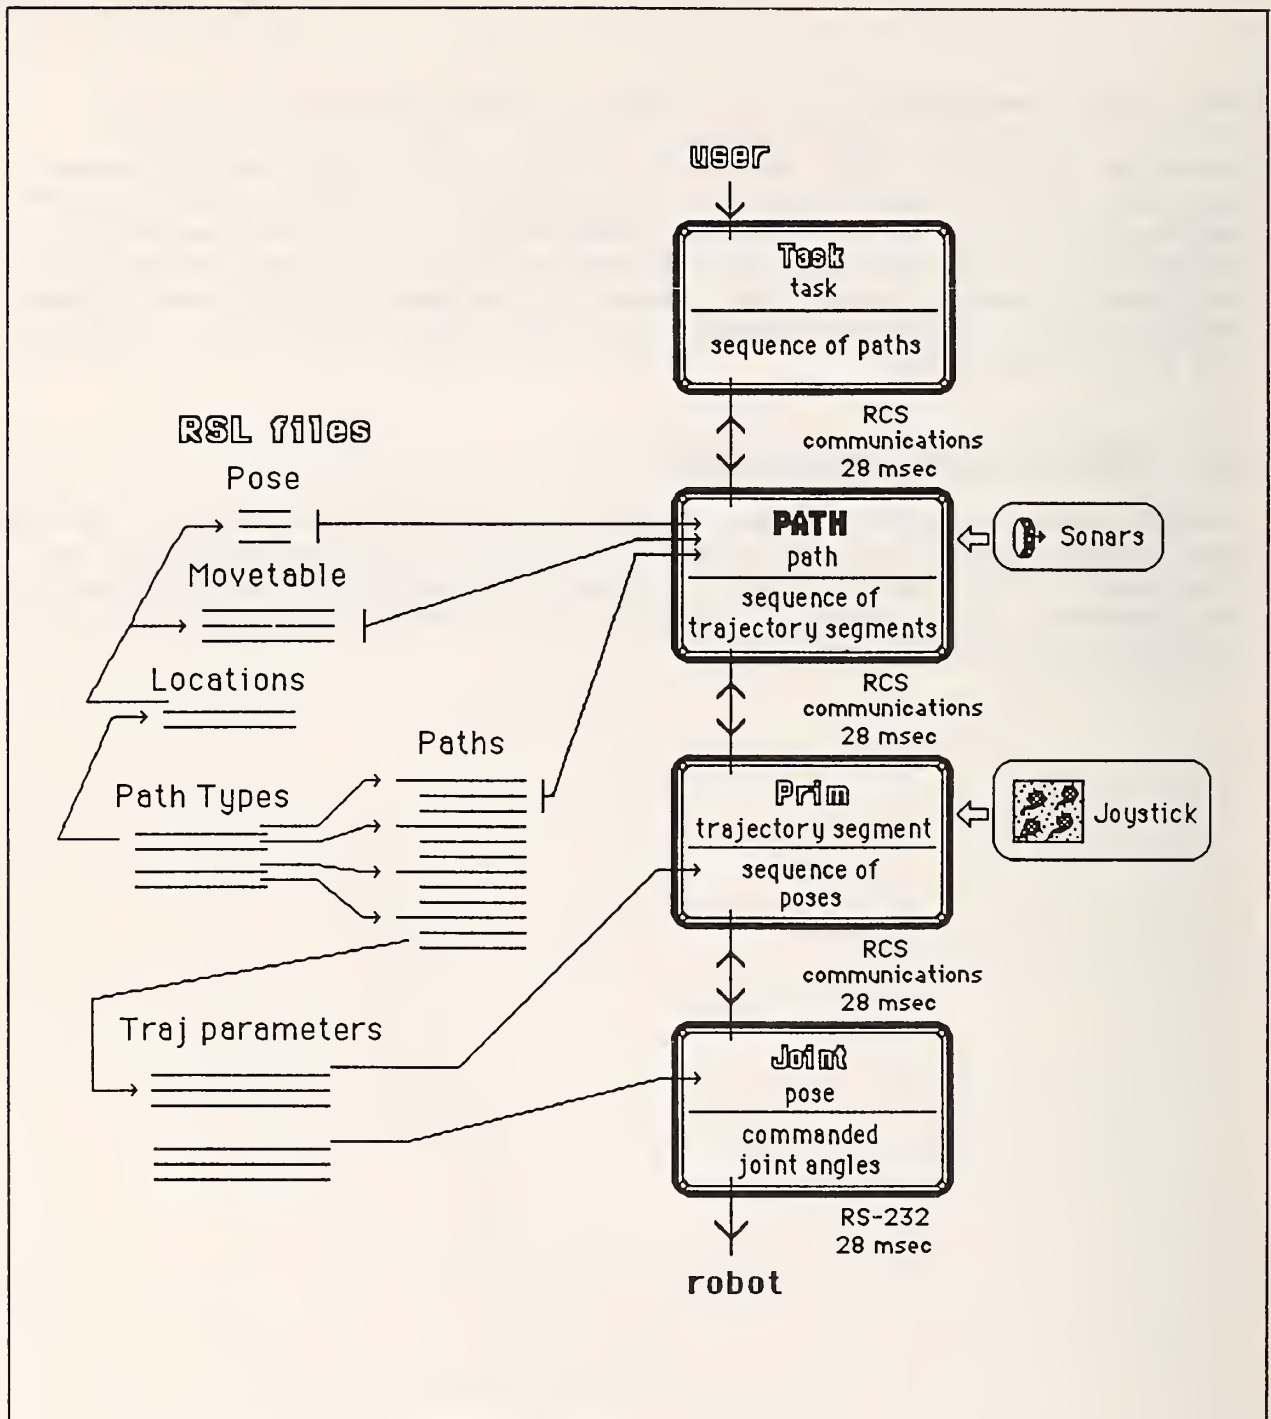 user
Task
task
sequence of paths
RCS
communications
28 msec
RSL files
Pose
Movetable
Locations
Path Types
Paths
Traj parameters
PATH
path
sequence of
trajectory segments
Sonars
RCS
communications
28 msec
Prim
trajectory segment
sequence of
poses
Joystick
RCS
communications
28 msec
Joint
pose
commanded
joint angles
RS-232
28 msec
robot